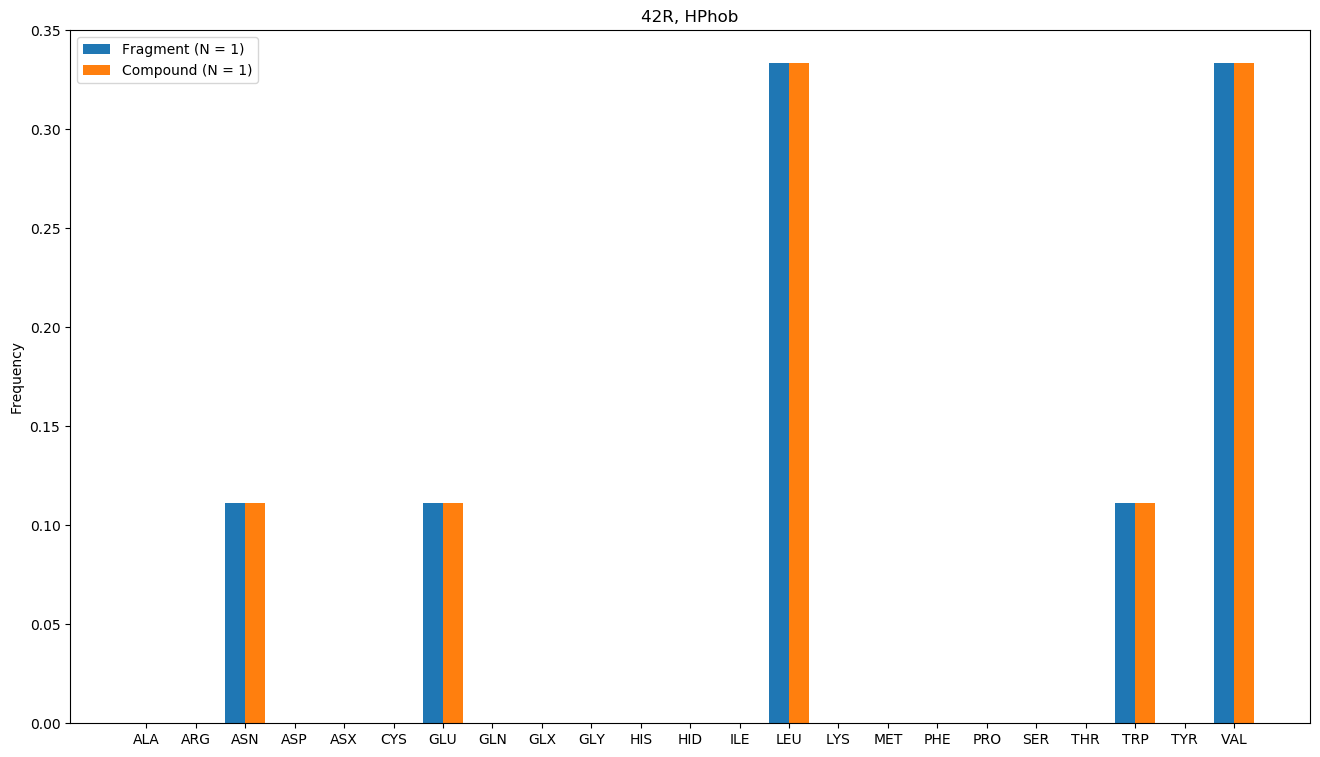 42R, HPhob
Fragment (N = 1)
Compound (N = 1)
Frequency
0.35
0.30
0.25
0.20
0.15
0.10
0.05
0.00
ALA ARG ASN ASP ASX CYS GLU GLN GLX GLY HIS HID ILE LEU LYS MET PHE PRO SER THR TRP TYR VAL